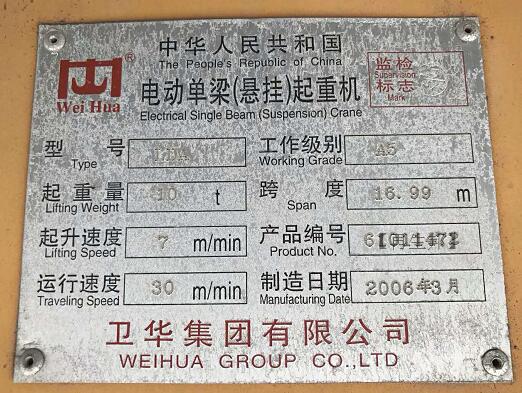 中华人民共和国
The People's Republic of China
电动单梁(悬挂)起重机
Electrical Single Beam (Suspension) Crane
Wei Hua®
监检
Supervision
标志
Mark
型号 LDA
Type
工作级别 A5
Working Grade
起重量 10 t
Lifting Weight
跨度 16.99 m
Span
起升速度 7 m/min
Lifting Speed
产品编号
Product No.
运行速度 30 m/min
Traveling Speed
制造日期 2006年3月
Manufacturing Date
卫华集团有限公司
WEIHUA GROUP CO.,LTD